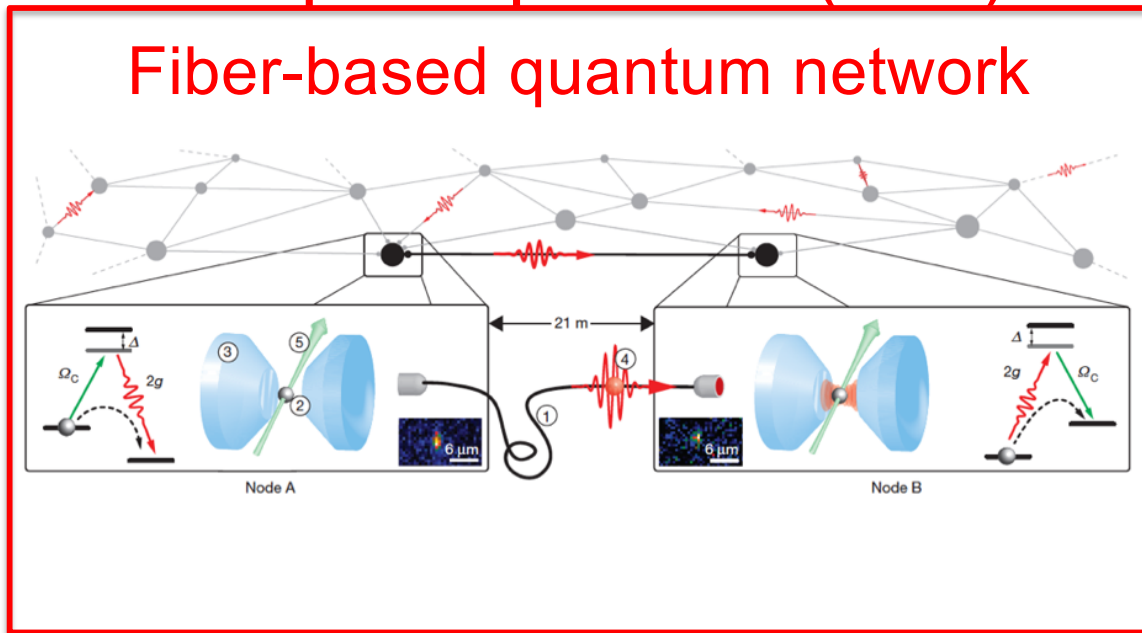 Fiber-based quantum network
21 m
Δ
Ω_C
2g
③
⑤
②
6 μm
①
④
6 μm
2g
Δ
Ω_C
Node A
Node B